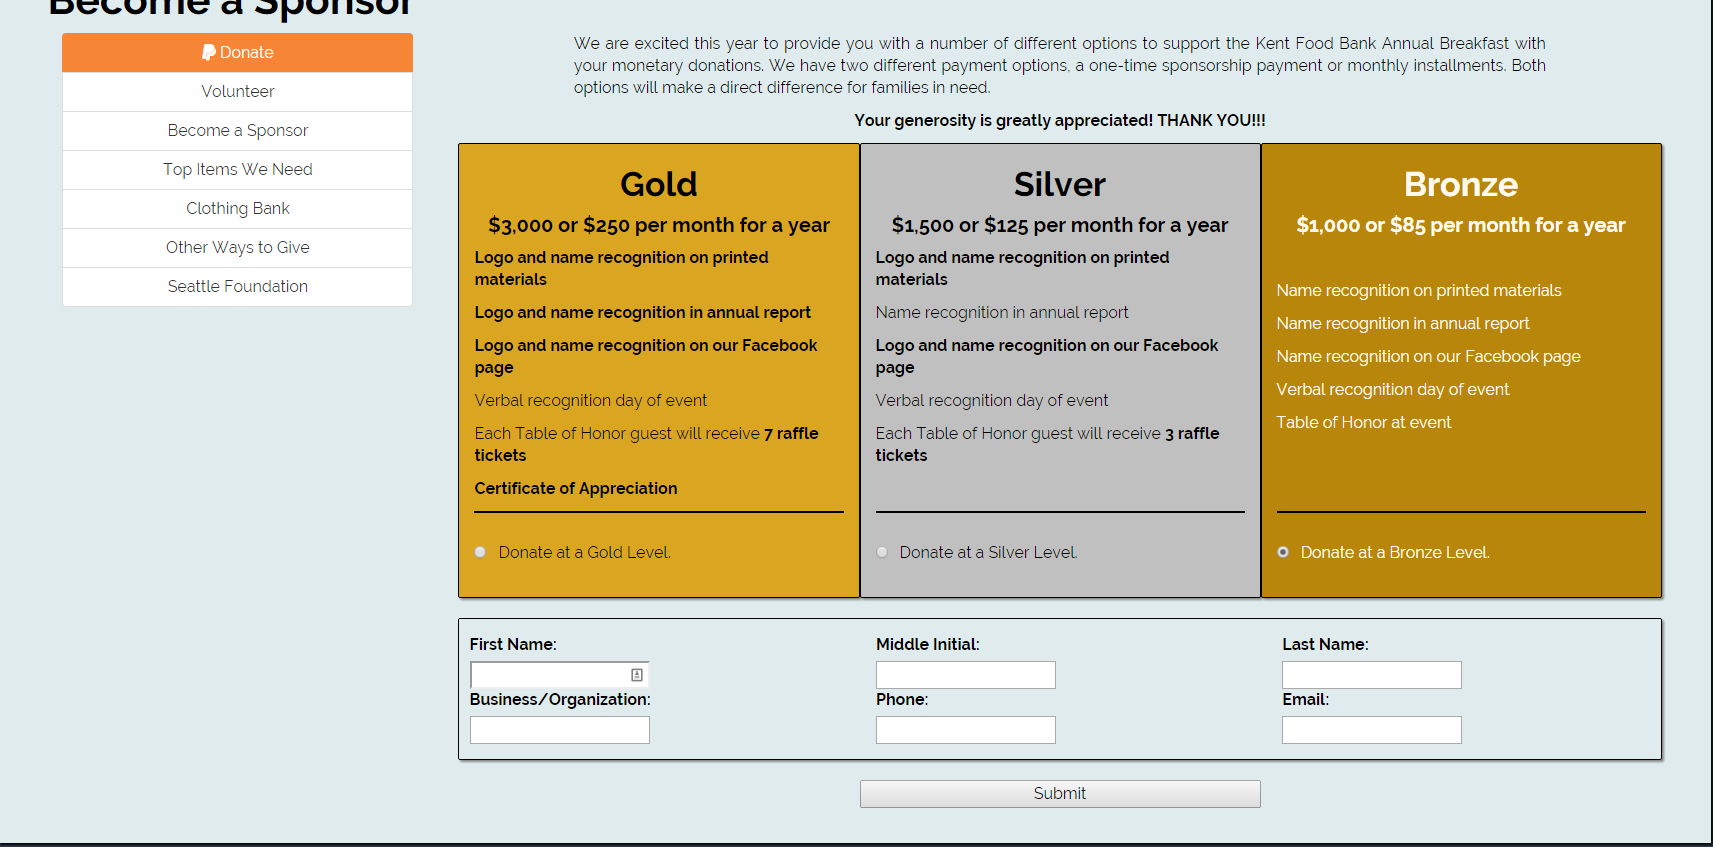 Become a Sponsor
Donate
Volunteer
Become a Sponsor
Top Items We Need
Clothing Bank
Other Ways to Give
Seattle Foundation
We are excited this year to provide you with a number of different options to support the Kent Food Bank Annual Breakfast with
your monetary donations. We have two different payment options, a one-time sponsorship payment or monthly installments. Both
options will make a direct difference for families in need.
Your generosity is greatly appreciated! THANK YOU!!!
Gold
$3,000 or $250 per month for a year
Logo and name recognition on printed
materials
Logo and name recognition in annual report
Logo and name recognition on our Facebook
page
Verbal recognition day of event
Each Table of Honor guest will receive 7 raffle
tickets
Certificate of Appreciation
Donate at a Gold Level.
Silver
$1,500 or $125 per month for a year
Logo and name recognition on printed
materials
Name recognition in annual report
Logo and name recognition on our Facebook
page
Verbal recognition day of event
Each Table of Honor guest will receive 3 raffle
tickets
Donate at a Silver Level.
Bronze
$1,000 or $85 per month for a year
Name recognition on printed materials
Name recognition in annual report
Name recognition on our Facebook page
Verbal recognition day of event
Table of Honor at event
Donate at a Bronze Level.
First Name:
Middle Initial:
Last Name:
Business/Organization:
Phone:
Email:
Submit